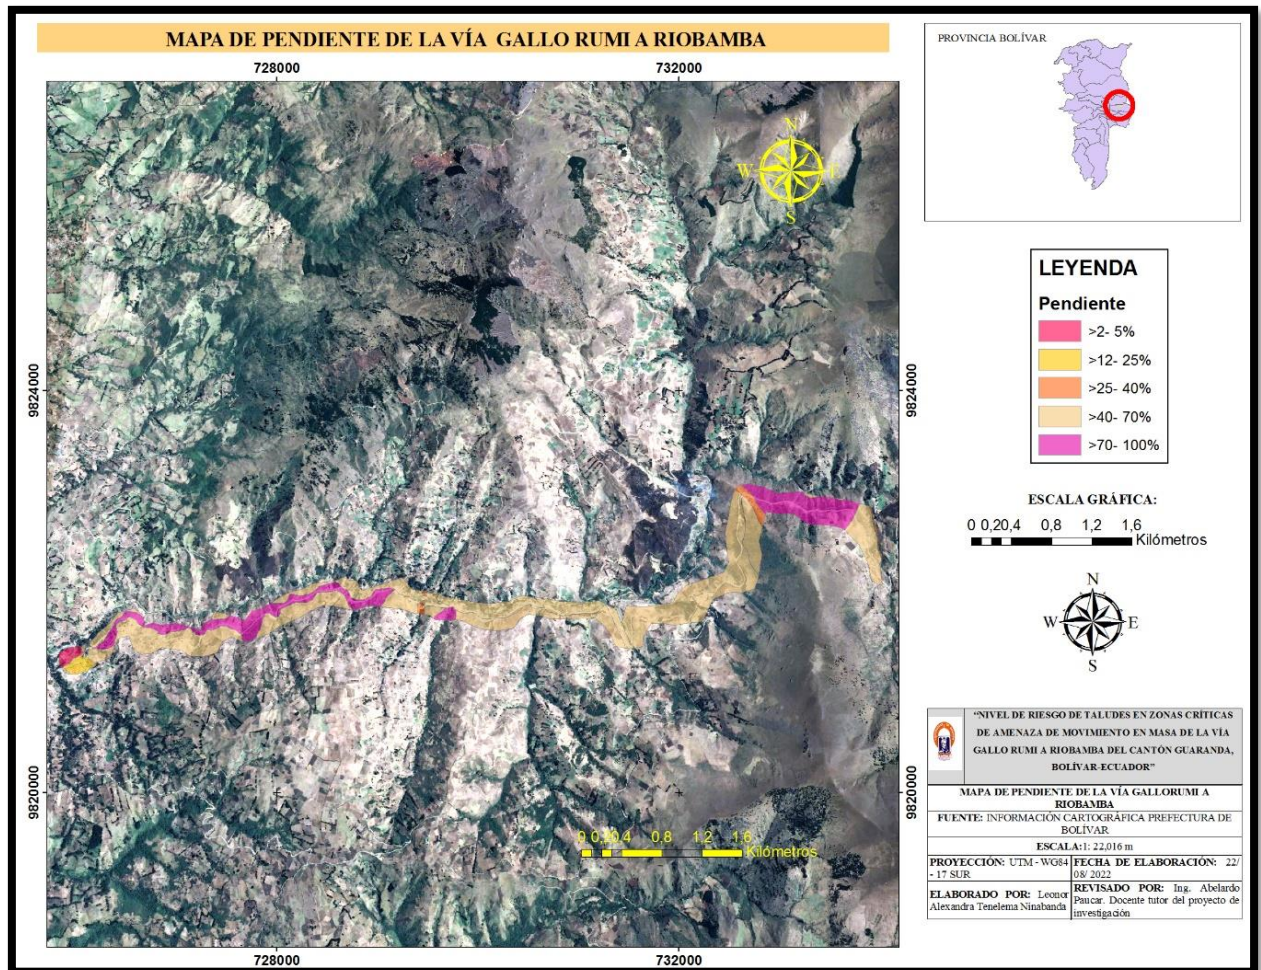 MAPA DE PENDIENTE DE LA VÍA GALLO RUMI A RIOBAMBA
728000
732000
9824000
9824000
9820000
9820000
728000
732000
N
W
E
S
0 0,20,4 0,8 1,2 1,6
Kilómetros
PROVINCIA BOLÍVAR
LEYENDA
Pendiente
>2- 5%
>12- 25%
>25- 40%
>40- 70%
>70- 100%
ESCALA GRÁFICA:
0 0,20,4 0,8 1,2 1,6
Kilómetros
N
W
E
S
“NIVEL DE RIESGO DE TALUDES EN ZONAS CRÍTICAS
DE AMENAZA DE MOVIMIENTO EN MASA DE LA VÍA
GALLO RUMI A RIOBAMBA DEL CANTÓN GUARANDA,
BOLÍVAR-ECUADOR”
MAPA DE PENDIENTE DE LA VÍA GALLORUMI A
RIOBAMBA
FUENTE: INFORMACIÓN CARTOGRÁFICA PREFECTURA DE
BOLÍVAR
ESCALA:1: 22,016 m
PROYECCIÓN: UTM - WG84
- 17 SUR
FECHA DE ELABORACIÓN: 22/
08/ 2022
ELABORADO POR: Leonor
Alexandra Tenelema Ninabanda
REVISADO POR: Ing. Abelardo
Paucar. Docente tutor del proyecto de
investigación